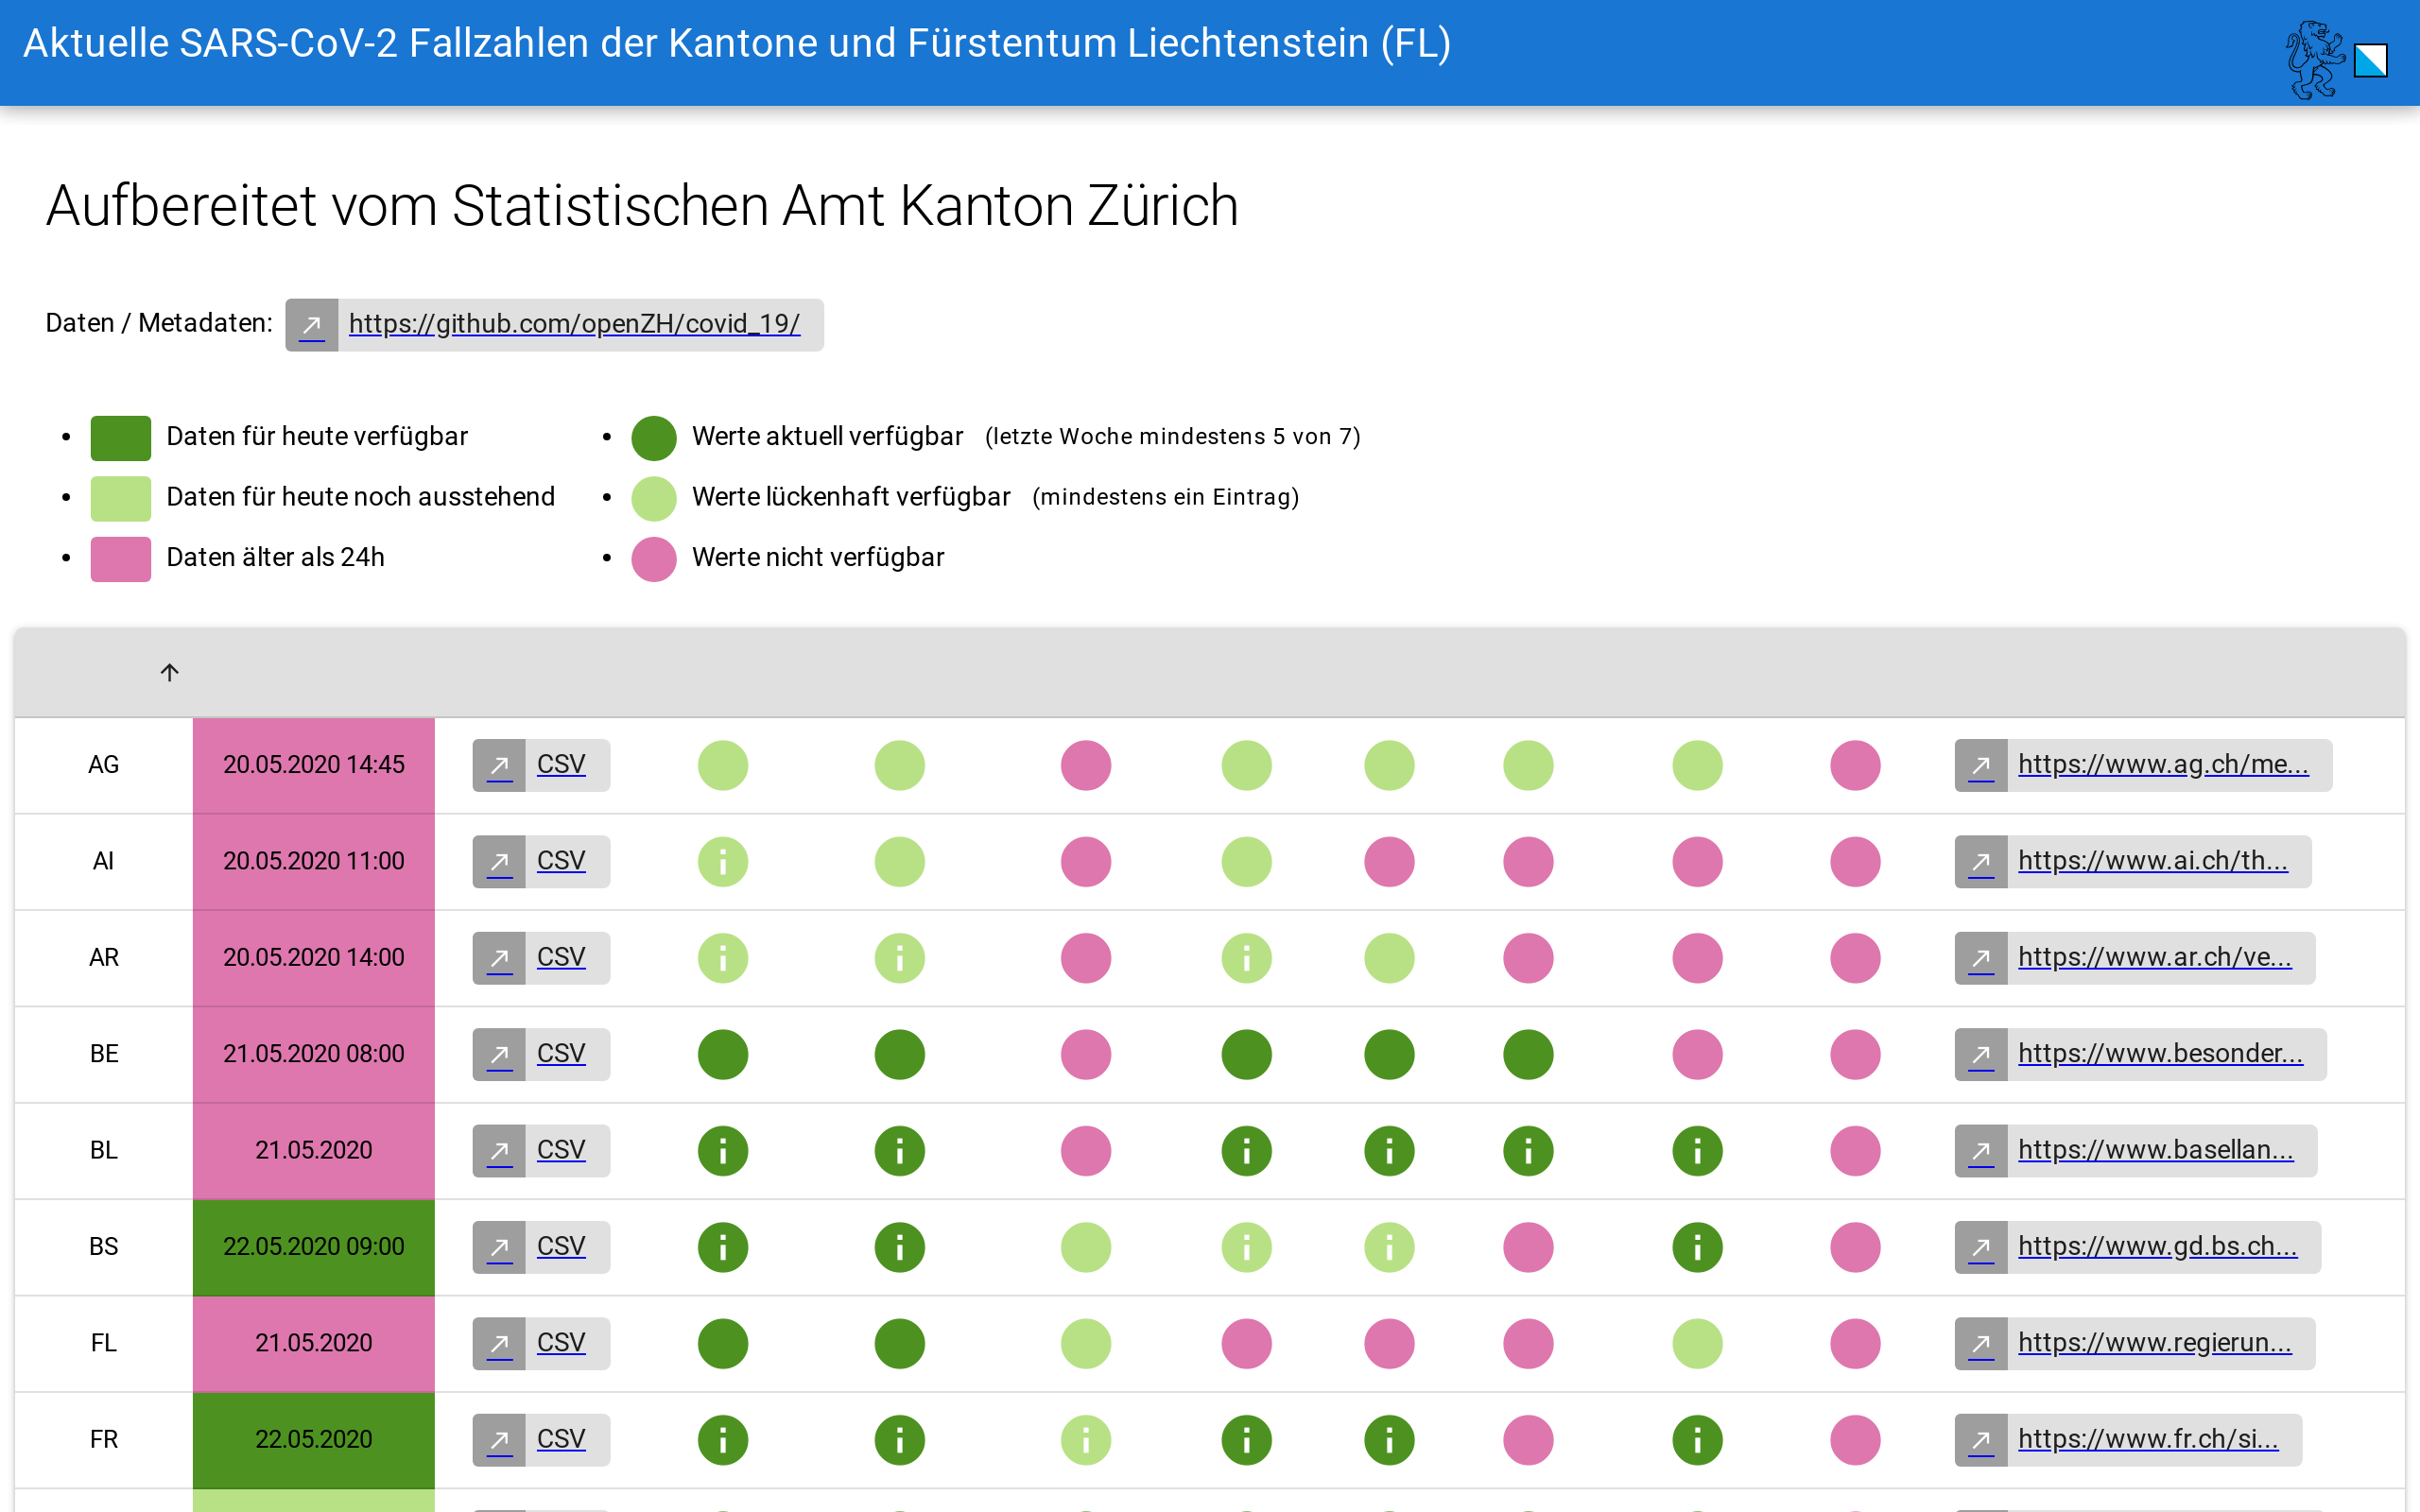 Aktuelle SARS-CoV-2 Fallzahlen der Kantone und Fürstentum Liechtenstein (FL)
Aufbereitet vom Statistischen Amt Kanton Zürich
Daten / Metadaten: https://github.com/openZH/covid_19/
Daten für heute verfügbar
Daten für heute noch ausstehend
Daten älter als 24h
Werte aktuell verfügbar (letzte Woche mindestens 5 von 7)
Werte lückenhaft verfügbar (mindestens ein Eintrag)
Werte nicht verfügbar
AG 20.05.2020 14:45 CSV https://www.ag.ch/me...
AI 20.05.2020 11:00 CSV https://www.ai.ch/th...
AR 20.05.2020 14:00 CSV https://www.ar.ch/ve...
BE 21.05.2020 08:00 CSV https://www.besonder...
BL 21.05.2020 CSV https://www.basellan...
BS 22.05.2020 09:00 CSV https://www.gd.bs.ch...
FL 21.05.2020 CSV https://www.regierun...
FR 22.05.2020 CSV https://www.fr.ch/si...